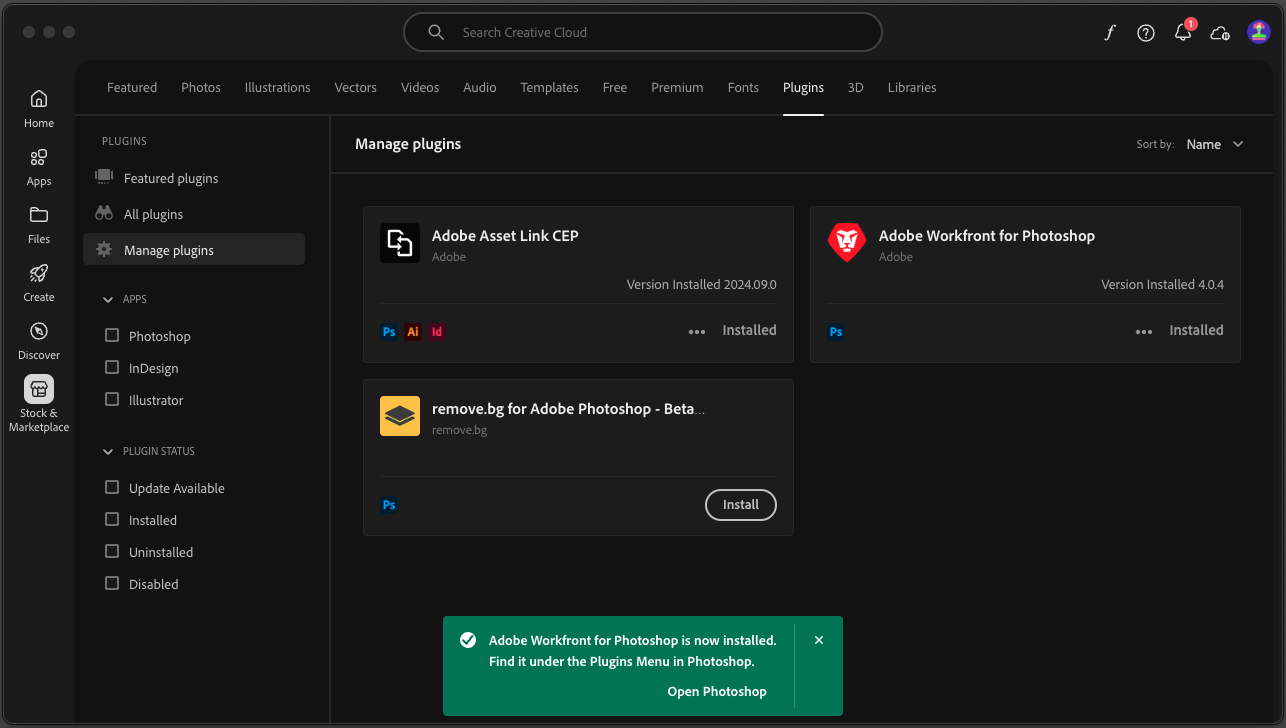 Search Creative Cloud
1
Home
Apps
Files
Create
Discover
Stock &
Marketplace
Featured Photos Illustrations Vectors Videos Audio Templates Free Premium Fonts Plugins 3D Libraries
PLUGINS
Featured plugins
All plugins
Manage plugins
APPS
Photoshop
InDesign
Illustrator
PLUGIN STATUS
Update Available
Installed
Uninstalled
Disabled
Manage plugins
Sort by: Name
Adobe Asset Link CEP
Adobe
Version Installed 2024.09.0
Ps Ai Id ••• Installed
Adobe Workfront for Photoshop
Adobe
Version Installed 4.0.4
Ps ••• Installed
remove.bg for Adobe Photoshop - Beta...
remove.bg
Ps Install
Adobe Workfront for Photoshop is now installed.
Find it under the Plugins Menu in Photoshop.
Open Photoshop